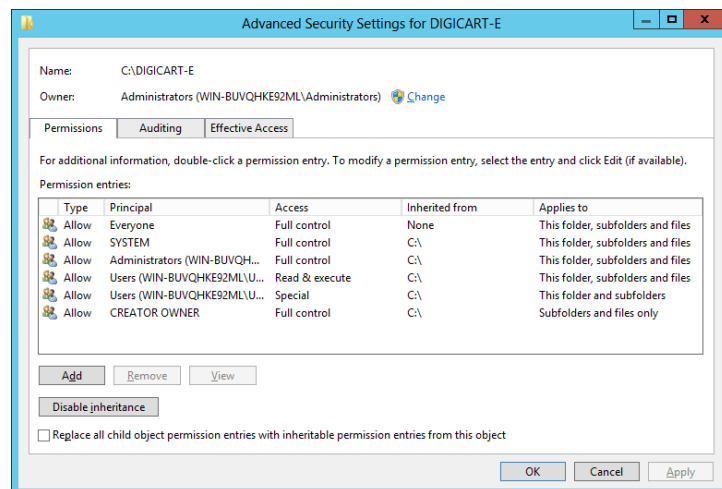 Advanced Security Settings for DIGICART-E
Name: C:\DIGICART-E
Owner: Administrators (WIN-BUVQHKE92ML\Administrators) Change
Permissions Auditing Effective Access
For additional information, double-click a permission entry. To modify a permission entry, select the entry and click Edit (if available).
Permission entries:
Type Principal Access Inherited from Applies to
Allow Everyone Full control None This folder, subfolders and files
Allow SYSTEM Full control C:\ This folder, subfolders and files
Allow Administrators (WIN-BUVQH... Full control C:\ This folder, subfolders and files
Allow Users (WIN-BUVQHKE92ML\U... Read & execute C:\ This folder, subfolders and files
Allow Users (WIN-BUVQHKE92ML\U... Special C:\ This folder and subfolders
Allow CREATOR OWNER Full control C:\ Subfolders and files only
Add Remove View
Disable inheritance
Replace all child object permission entries with inheritable permission entries from this object
OK Cancel Apply